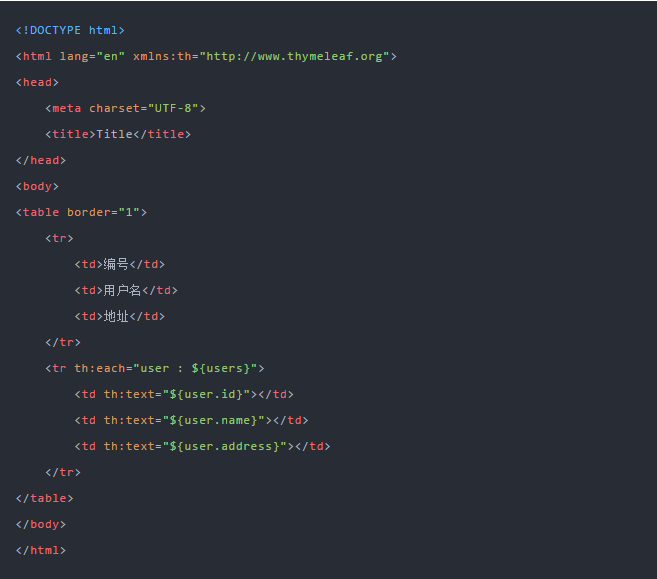 <!DOCTYPE html>
<html lang="en" xmlns:th="http://www.thymeleaf.org">
<head>
    <meta charset="UTF-8">
    <title>Title</title>
</head>
<body>
<table border="1">
    <tr>
        <td>编号</td>
        <td>用户名</td>
        <td>地址</td>
    </tr>
    <tr th:each="user : ${users}">
        <td th:text="${user.id}"></td>
        <td th:text="${user.name}"></td>
        <td th:text="${user.address}"></td>
    </tr>
</table>
</body>
</html>